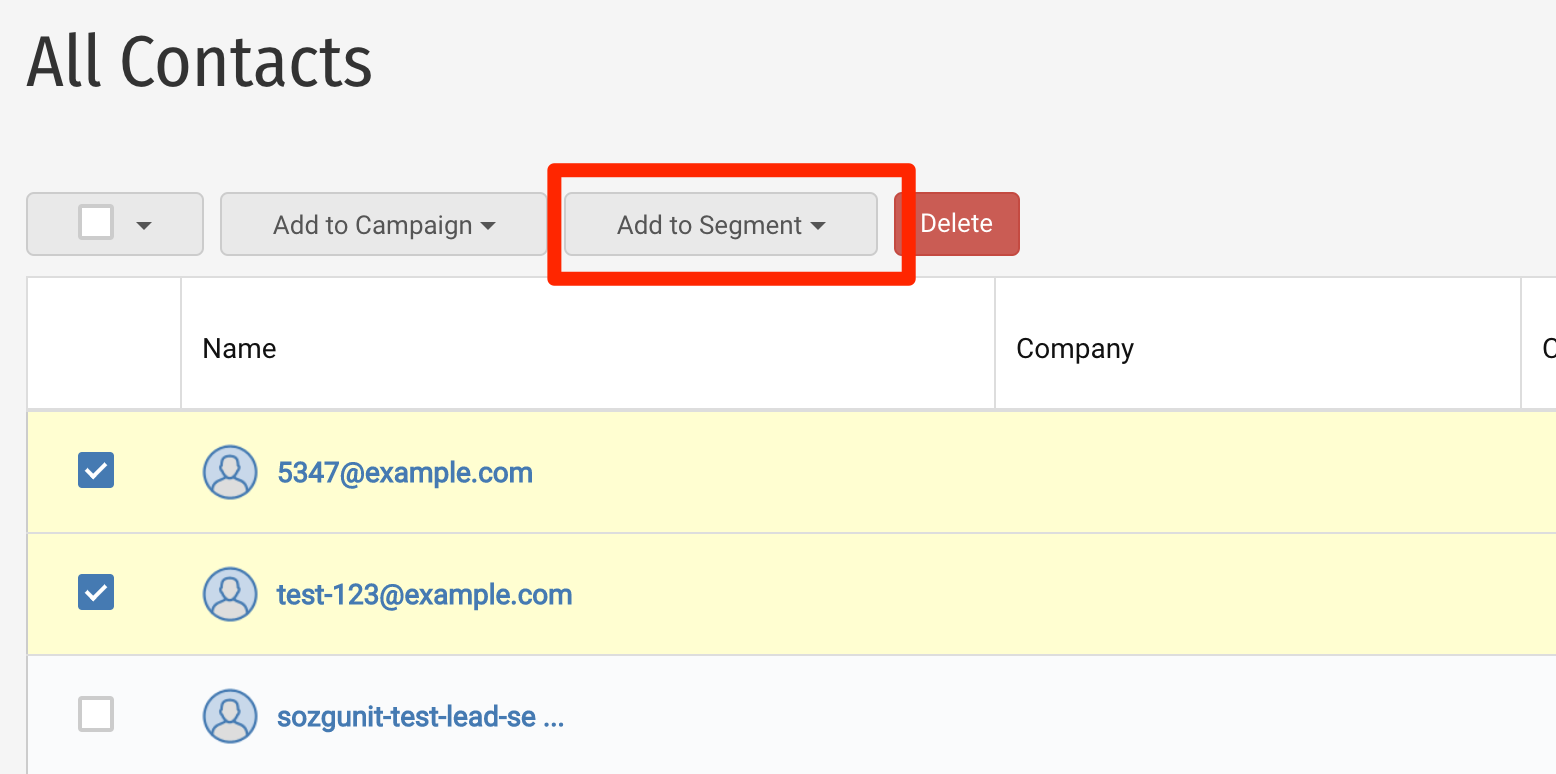 All Contacts
Add to Campaign
Add to Segment
Delete
Name
Company
C
5347@example.com
test-123@example.com
sozgunit-test-lead-se ...